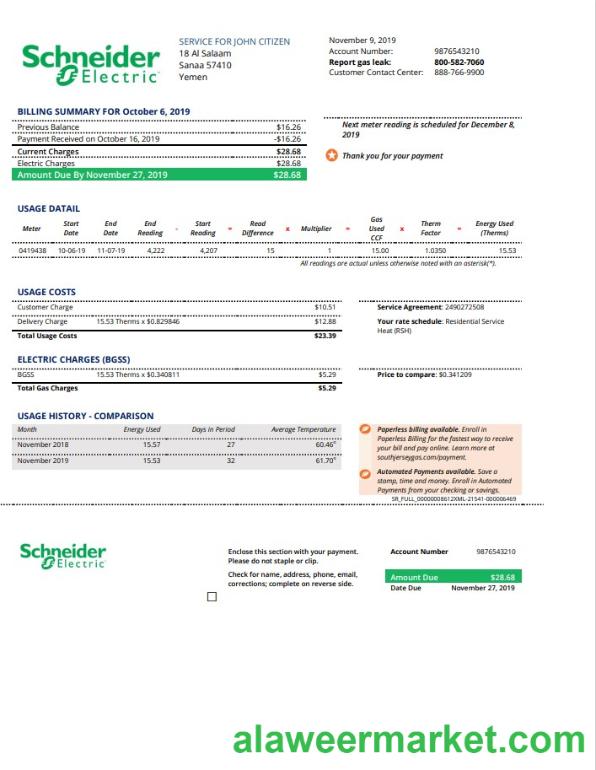 Schneider
Electric
SERVICE FOR JOHN CITIZEN
18 Al Salaam
Sanaa 57410
Yemen
November 9, 2019
Account Number: 9876543210
Report gas leak: 800-582-7060
Customer Contact Center: 888-766-9900
BILLING SUMMARY FOR October 6, 2019
Previous Balance $16.26
Payment Received on October 16, 2019 -$16.26
Current Charges $28.68
Electric Charges $28.68
Amount Due By November 27, 2019 $28.68
Next meter reading is scheduled for December 8,
2019
Thank you for your payment
USAGE DATAIL
Meter Start Date End Date End Reading - Start Reading = Read Difference x Multiplier = Gas Used CCF x Therm Factor = Energy Used (Therms)
0419438 10-06-19 11-07-19 4,222 4,207 15 1 15.00 1.0350 15.53
All readings are actual unless otherwise noted with an asterisk(*).
USAGE COSTS
Customer Charge $10.51
Delivery Charge 15.53 Therms x $0.829846 $12.88
Total Usage Costs $23.39
Service Agreement: 2490272508
Your rate schedule: Residential Service
Heat (RSH)
ELECTRIC CHARGES (BGSS)
BGSS 15.53 Therms x $0.340811 $5.29
Total Gas Charges $5.29
Price to compare: $0.341209
USAGE HISTORY - COMPARISON
Month Energy Used Days in Period Average Temperature
November 2018 15.57 27 60.46°
November 2019 15.53 32 61.70°
Paperless billing available. Enroll in
Paperless Billing for the fastest way to receive
your bill and pay online. Learn more at
southjerseygas.com/payment.
Automated Payments available. Save a
stamp, time and money. Enroll in Automated
Payments from your checking or savings.
Schneider
Electric
Enclose this section with your payment.
Please do not staple or clip.
Check for name, address, phone, email,
corrections; complete on reverse side.
Account Number 9876543210
Amount Due $28.68
Date Due November 27, 2019
alaweermarket.com